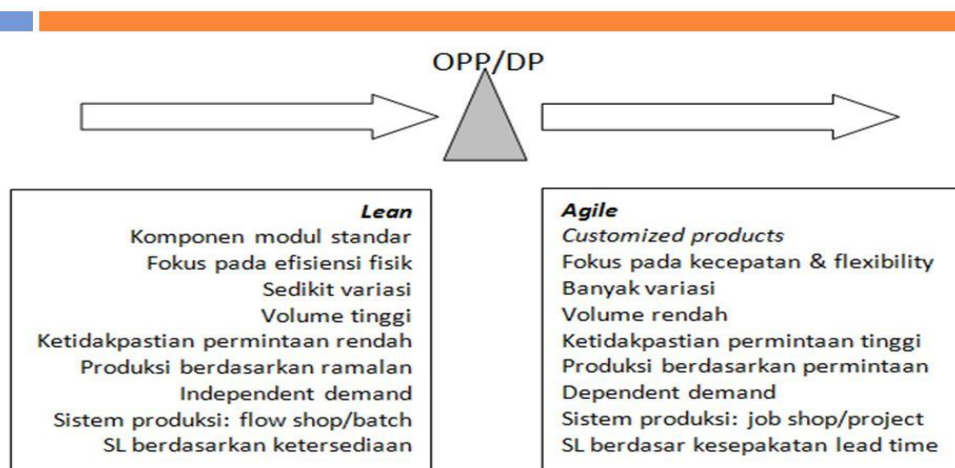 OPP/DP
Lean
Komponen modul standar
Fokus pada efisiensi fisik
Sedikit variasi
Volume tinggi
Ketidakpastian permintaan rendah
Produksi berdasarkan ramalan
Independent demand
Sistem produksi: flow shop/batch
SL berdasarkan ketersediaan
Agile
Customized products
Fokus pada kecepatan & flexibility
Banyak variasi
Volume rendah
Ketidakpastian permintaan tinggi
Produksi berdasarkan permintaan
Dependent demand
Sistem produksi: job shop/project
SL berdasar kesepakatan lead time